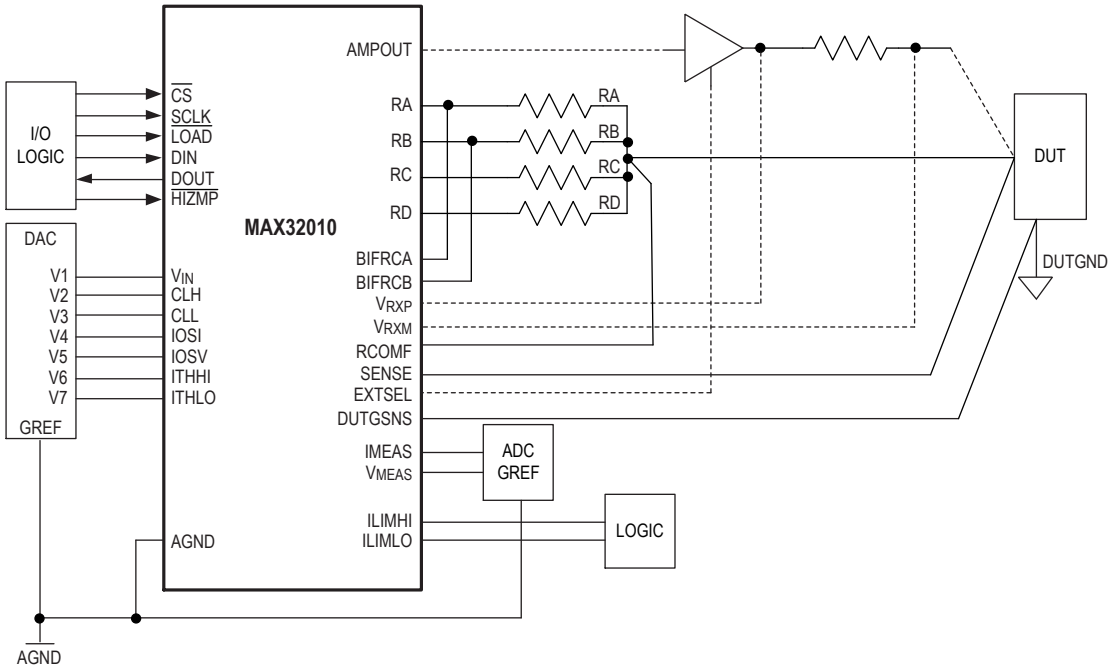 I/O
LOGIC
CS
SCLK
LOAD
DIN
DOUT
HIZMP
DAC
V1
V2
V3
V4
V5
V6
V7
GREF
VIN
CLH
CLL
IOSI
IOSV
ITHHI
ITHLO
AGND
AGND
MAX32010
AMPOUT
RA
RB
RC
RD
BIFRCA
BIFRCB
VRXP
VRXM
RCOMF
SENSE
EXTSEL
DUTGSNS
IMEAS
VMEAS
ILIMHI
ILIMLO
RA
RB
RC
RD
ADC
GREF
LOGIC
DUT
DUTGND